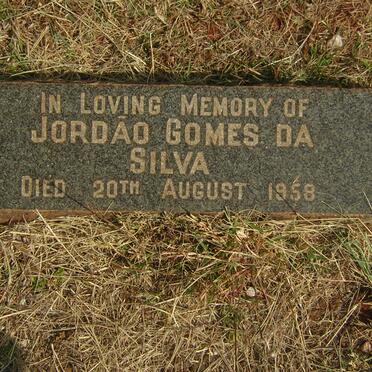 In Loving Memory of
Jordão Gomes da
Silva
Died 20th August 1958